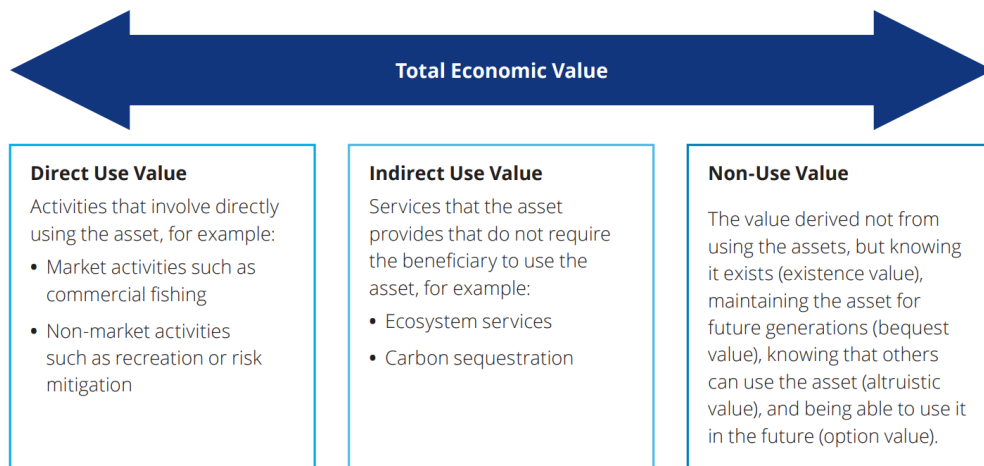 Total Economic Value
Direct Use Value
Activities that involve directly
using the asset, for example:
• Market activities such as
commercial fishing
• Non-market activities
such as recreation or risk
mitigation
Indirect Use Value
Services that the asset
provides that do not require
the beneficiary to use the
asset, for example:
• Ecosystem services
• Carbon sequestration
Non-Use Value
The value derived not from
using the assets, but knowing
it exists (existence value),
maintaining the asset for
future generations (bequest
value), knowing that others
can use the asset (altruistic
value), and being able to use it
in the future (option value).